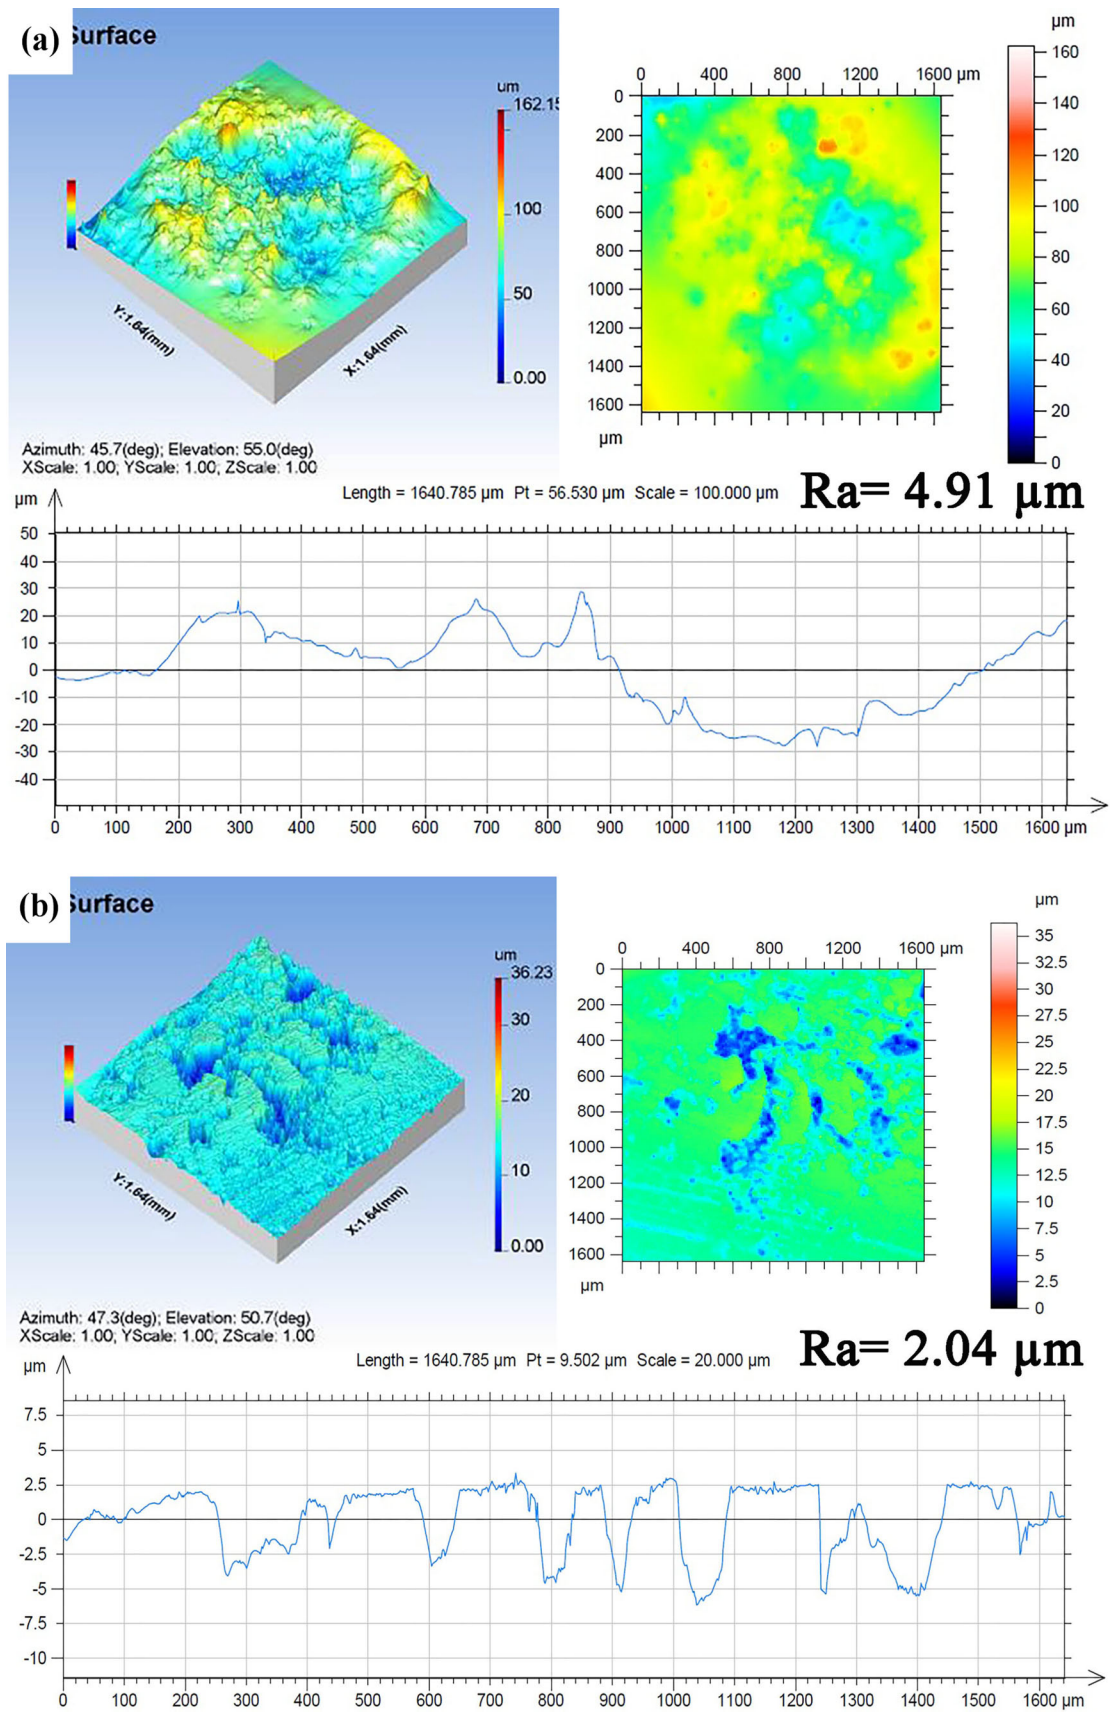 (a) Surface
um
162.15
100
50
0.00
Y:1.64(mm)
X:1.64(mm)
Azimuth: 45.7(deg); Elevation: 55.0(deg)
XScale: 1.00; YScale: 1.00; ZScale: 1.00
0 400 800 1200 1600 µm
0
200
400
600
800
1000
1200
1400
1600
µm
µm
160
140
120
100
80
60
40
20
0
Ra= 4.91 µm
Length = 1640.785 µm Pt = 56.530 µm Scale = 100.000 µm
µm
50
40
30
20
10
0
-10
-20
-30
-40
0 100 200 300 400 500 600 700 800 900 1000 1100 1200 1300 1400 1500 1600 µm
(b) Surface
um
36.23
30
20
10
0.00
Y:1.64(mm)
X:1.64(mm)
Azimuth: 47.3(deg); Elevation: 50.7(deg)
XScale: 1.00; YScale: 1.00; ZScale: 1.00
0 400 800 1200 1600 µm
0
200
400
600
800
1000
1200
1400
1600
µm
µm
35
32.5
30
27.5
25
22.5
20
17.5
15
12.5
10
7.5
5
2.5
0
Ra= 2.04 µm
Length = 1640.785 µm Pt = 9.502 µm Scale = 20.000 µm
µm
7.5
5
2.5
0
-2.5
-5
-7.5
-10
0 100 200 300 400 500 600 700 800 900 1000 1100 1200 1300 1400 1500 1600 µm